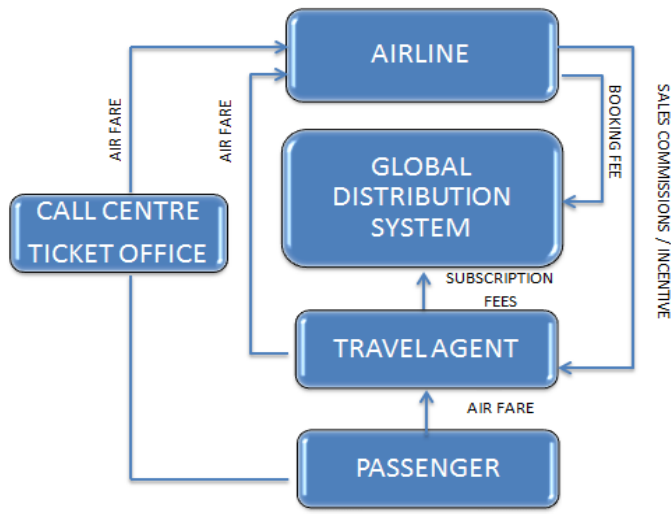 AIRLINE
AIR FARE
AIR FARE
BOOKING FEE
SALES COMMISSIONS / INCENTIVE
GLOBAL
DISTRIBUTION
SYSTEM
CALL CENTRE
TICKET OFFICE
SUBSCRIPTION
FEES
TRAVEL AGENT
AIR FARE
PASSENGER